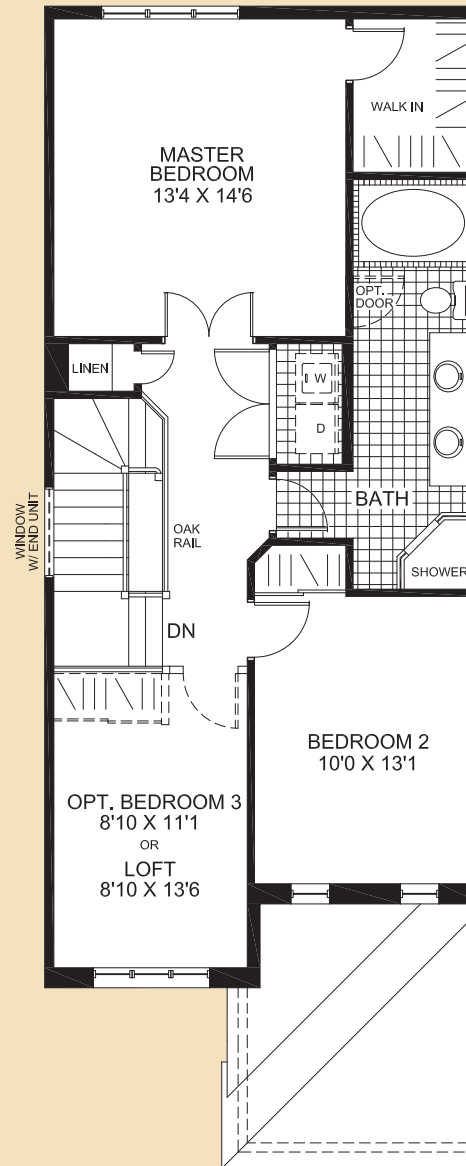 WALK IN
MASTER
BEDROOM
13'4 X 14'6
OPT.
DOOR
LINEN
W
D
WINDOW
W/ END UNIT
OAK
RAIL
BATH
SHOWER
DN
BEDROOM 2
10'0 X 13'1
OPT. BEDROOM 3
8'10 X 11'1
OR
LOFT
8'10 X 13'6